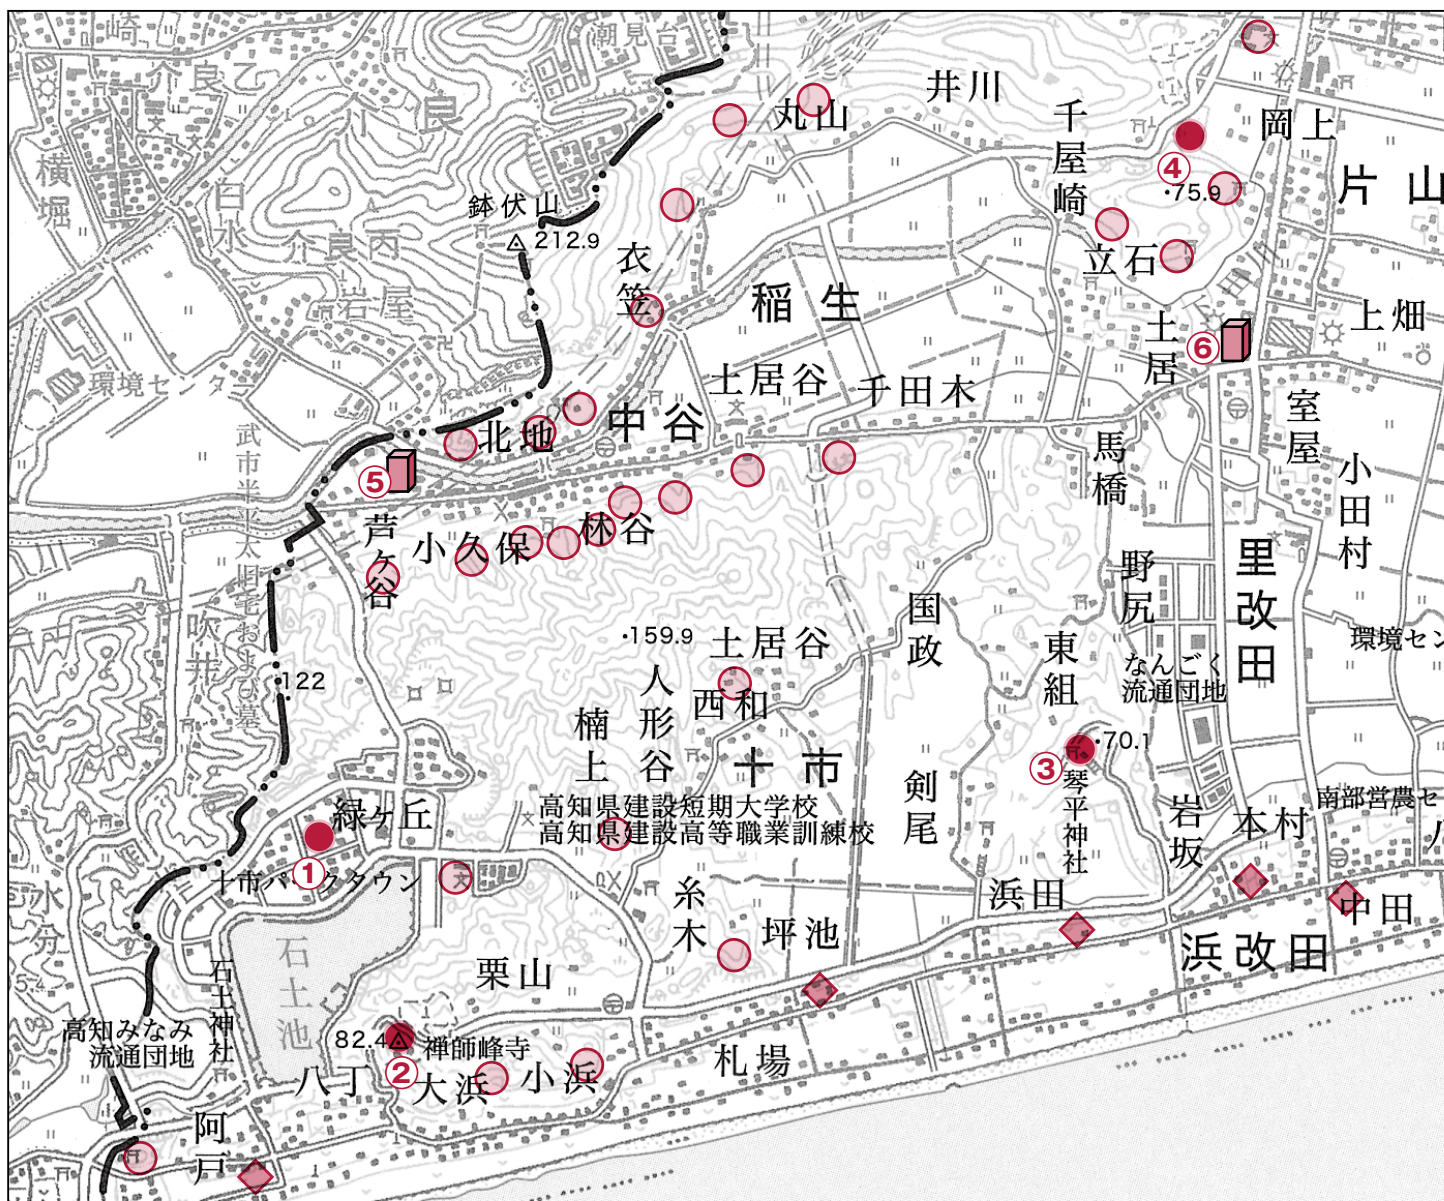 崎
潮見台
介良乙
介良
井川
丸山
千屋崎
岡上
④
片山
横堀
白水
鉢伏山
75.9
212.9
介良丙
岩屋
衣笠
立石
稲生
土居
⑥
上畑
環境センター
土居谷
千田木
室屋
中谷
北地
馬橋
小田村
武市半平太旧宅および墓
⑤
芦ヶ谷
小久保
林谷
野尻
里改田
吹井
国政
159.9
土居谷
東組
環境セン
なんごく
流通団地
122
人形谷
西和
楠上
70.1
③
十市
琴平神社
剣尾
岩坂
本村
南部営農セ
高知県建設短期大学校
高知県建設高等職業訓練校
緑ヶ丘
①
十市パークタウン
水分
糸木
坪池
浜田
中田
浜改田
石土池
石土神社
栗山
高知みなみ
流通団地
82.4
禅師峰寺
②
八丁
大浜
小浜
札場
阿戸